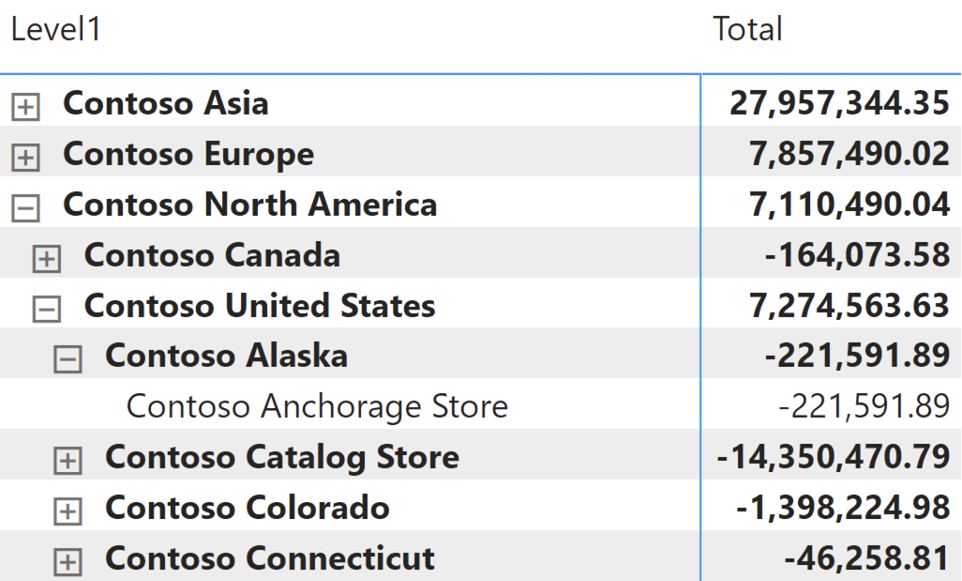 Level1 Total
Contoso Asia 27,957,344.35
Contoso Europe 7,857,490.02
Contoso North America 7,110,490.04
Contoso Canada -164,073.58
Contoso United States 7,274,563.63
Contoso Alaska -221,591.89
Contoso Anchorage Store -221,591.89
Contoso Catalog Store -14,350,470.79
Contoso Colorado -1,398,224.98
Contoso Connecticut -46,258.81